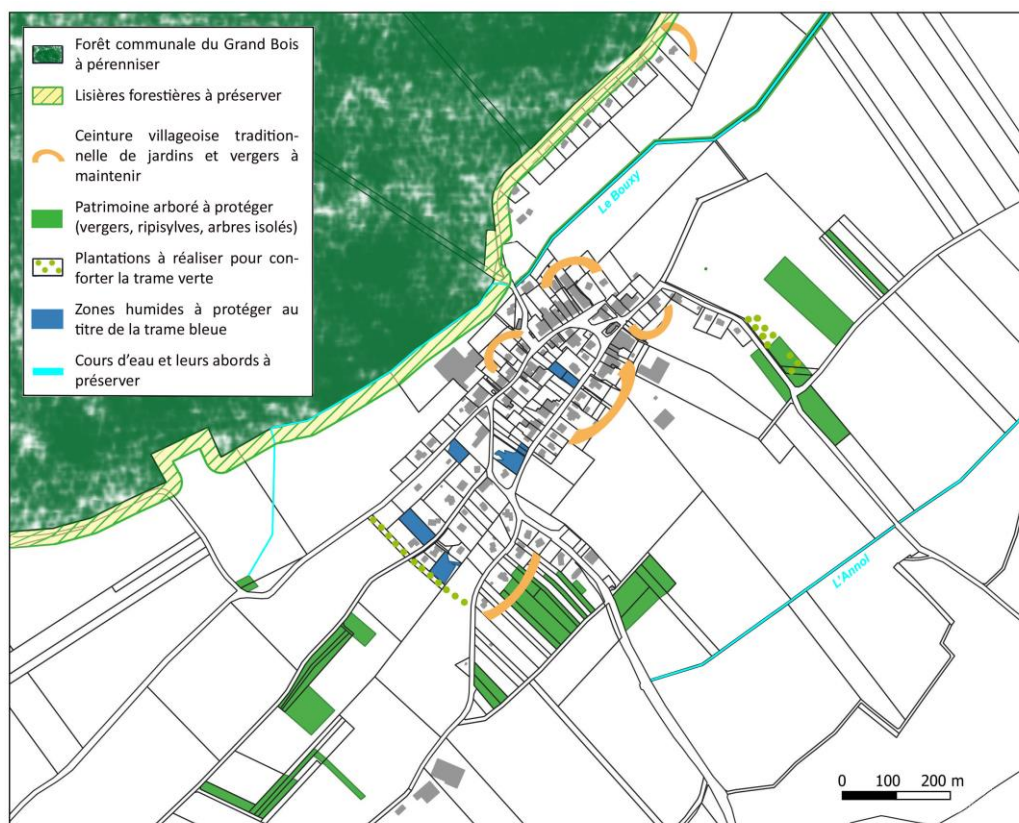 Forêt communale du Grand Bois
à pérenniser
Lisières forestières à préserver
Ceinture villageoise tradition-
nelle de jardins et vergers à
maintenir
Patrimoine arboré à protéger
(vergers, ripisylves, arbres isolés)
Plantations à réaliser pour con-
forter la trame verte
Zones humides à protéger au
titre de la trame bleue
Cours d'eau et leurs abords à
préserver
Le Bouxy
L'Annol
0 100 200 m